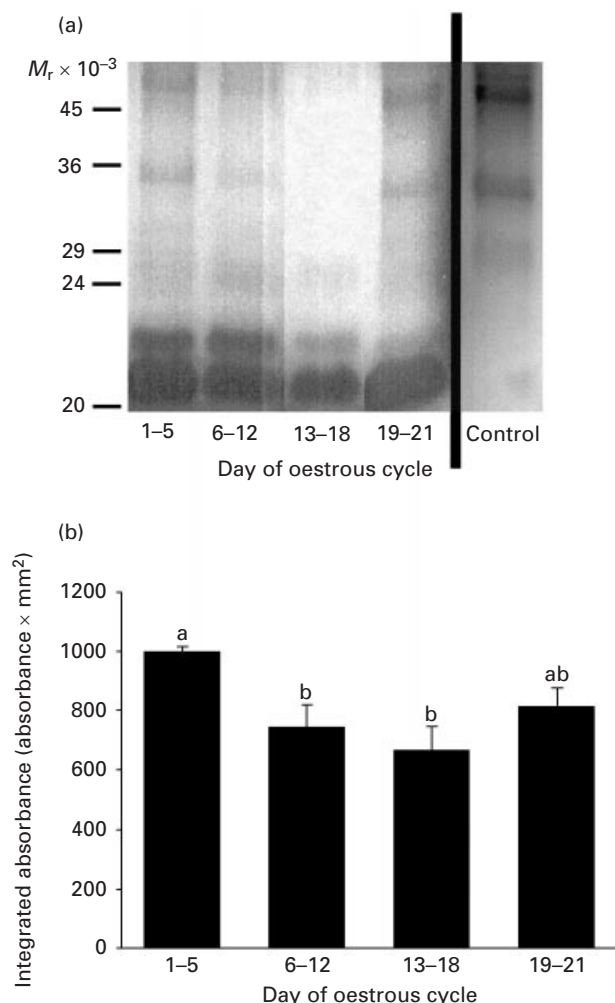 (a)
Mr × 10−3
45
36
29
24
20
1–5 6–12 13–18 19–21 Control
Day of oestrous cycle
(b)
Integrated absorbance (absorbance × mm2)
1200
1000
800
600
400
200
0
a
b
b
ab
1–5 6–12 13–18 19–21
Day of oestrous cycle